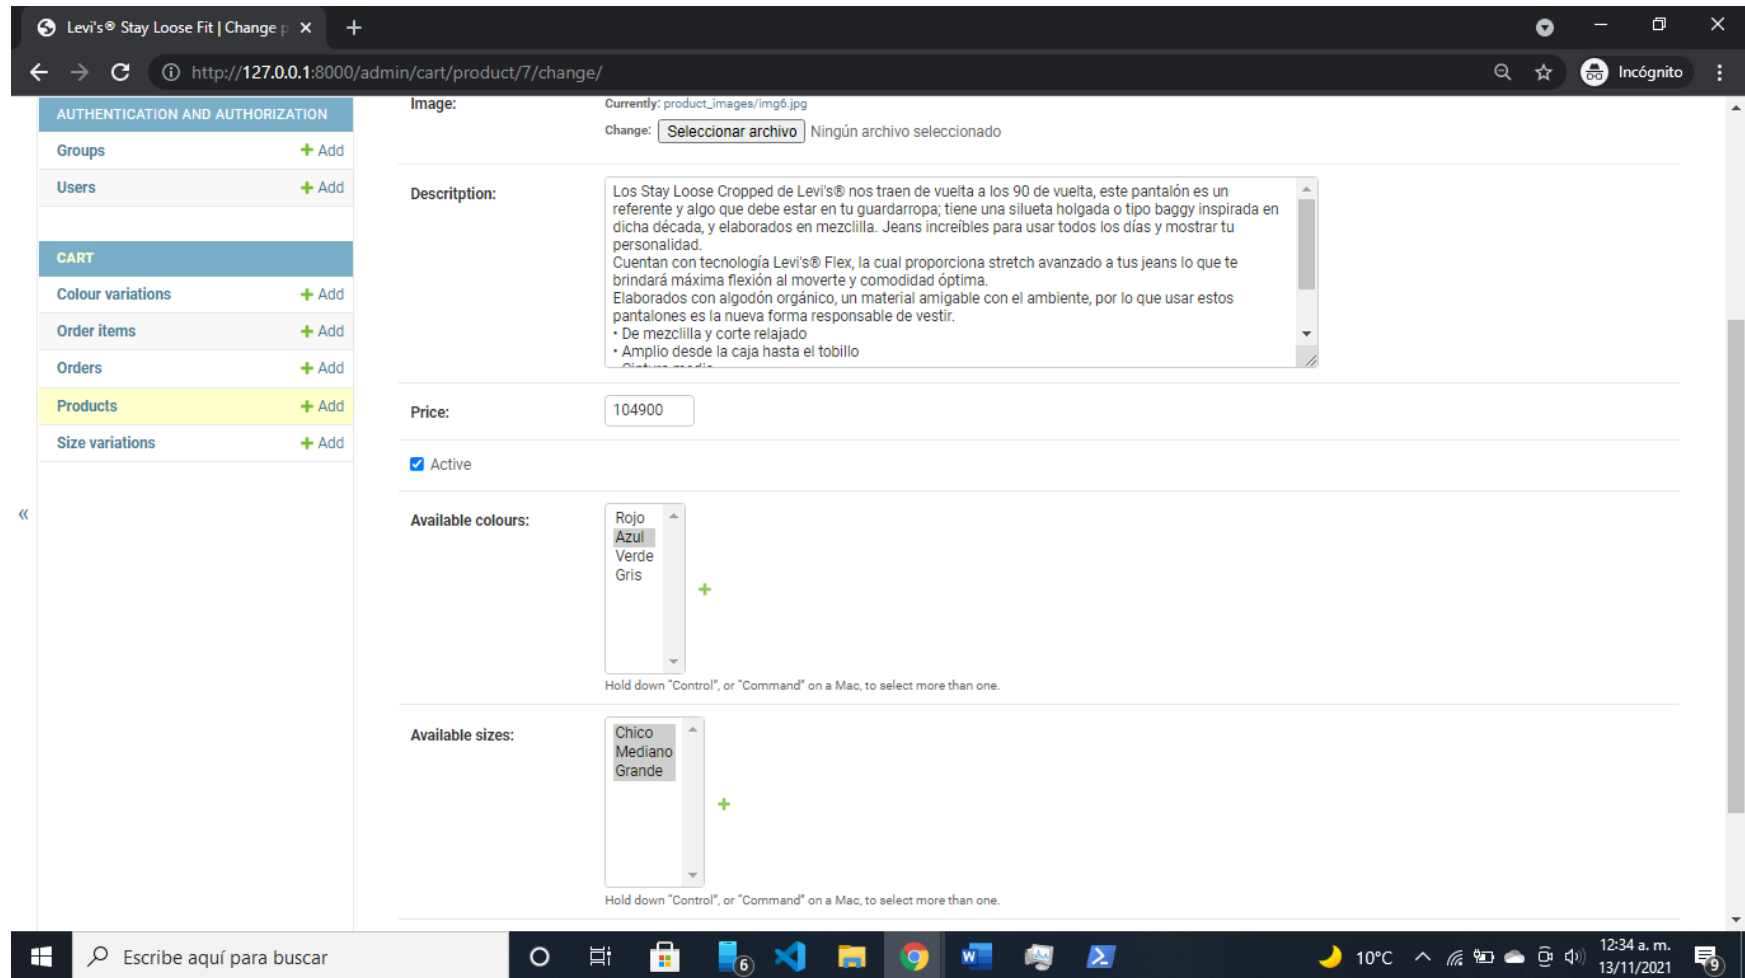 Levi's® Stay Loose Fit | Change p
http://127.0.0.1:8000/admin/cart/product/7/change/
Incógnito
AUTHENTICATION AND AUTHORIZATION
Groups
Add
Users
Add
CART
Colour variations
Add
Order items
Add
Orders
Add
Products
Add
Size variations
Add
«
Image:
Currently: product_images/img6.jpg
Change: Seleccionar archivo Ningún archivo seleccionado
Descritption:
Los Stay Loose Cropped de Levi's® nos traen de vuelta a los 90 de vuelta, este pantalón es un
referente y algo que debe estar en tu guardarropa; tiene una silueta holgada o tipo baggy inspirada en
dicha década, y elaborados en mezclilla. Jeans increíbles para usar todos los días y mostrar tu
personalidad.
Cuentan con tecnología Levi's® Flex, la cual proporciona stretch avanzado a tus jeans lo que te
brindará máxima flexión al moverte y comodidad óptima.
Elaborados con algodón orgánico, un material amigable con el ambiente, por lo que usar estos
pantalones es la nueva forma responsable de vestir.
• De mezclilla y corte relajado
• Amplio desde la caja hasta el tobillo
Price:
104900
Active
Available colours:
Rojo
Azul
Verde
Gris
Hold down "Control", or "Command" on a Mac, to select more than one.
Available sizes:
Chico
Mediano
Grande
Hold down "Control", or "Command" on a Mac, to select more than one.
Escribe aquí para buscar
6
10°C
12:34 a. m.
13/11/2021
9